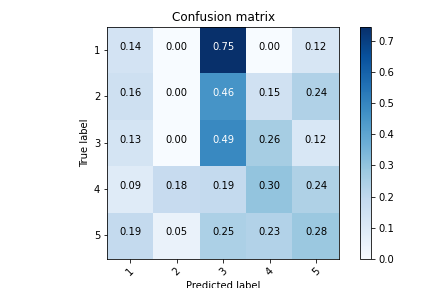 Confusion matrix
True label
1 0.14 0.00 0.75 0.00 0.12
2 0.16 0.00 0.46 0.15 0.24
3 0.13 0.00 0.49 0.26 0.12
4 0.09 0.18 0.19 0.30 0.24
5 0.19 0.05 0.25 0.23 0.28
1 2 3 4 5
Predicted label
0.7
0.6
0.5
0.4
0.3
0.2
0.1
0.0